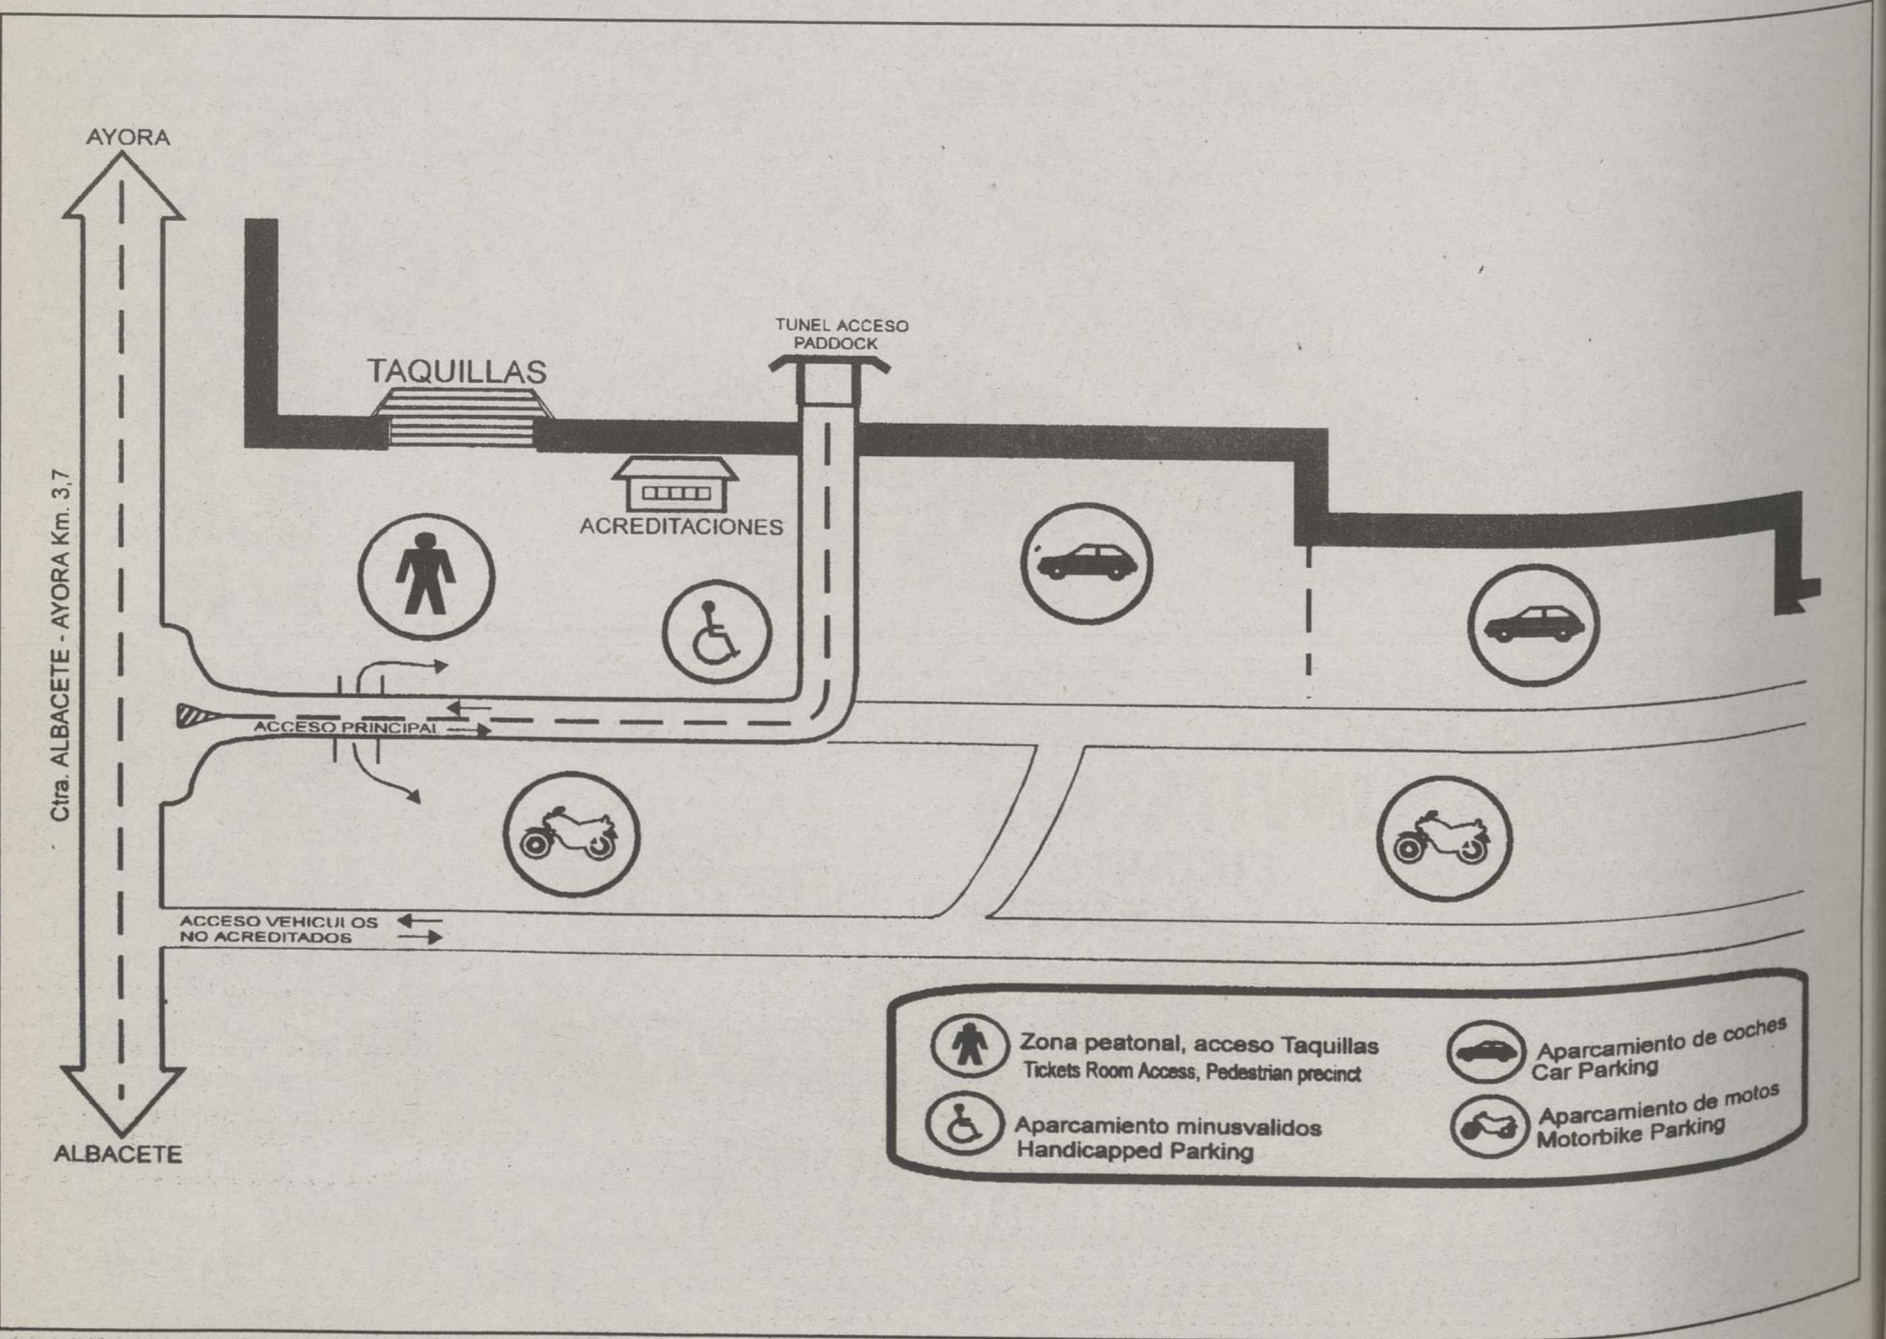 AYORA
TUNEL ACCESO
PADDOCK
TAQUILLAS
ACREDITACIONES
Ctra. ALBACETE - AYORA Km. 3,7
ACCESO PRINCIPAL
ACCESO VEHICULOS
NO ACREDITADOS
ALBACETE
Zona peatonal, acceso Taquillas
Tickets Room Access, Pedestrian precinct
Aparcamiento minusvalidos
Handicapped Parking
Aparcamiento de coches
Car Parking
Aparcamiento de motos
Motorbike Parking